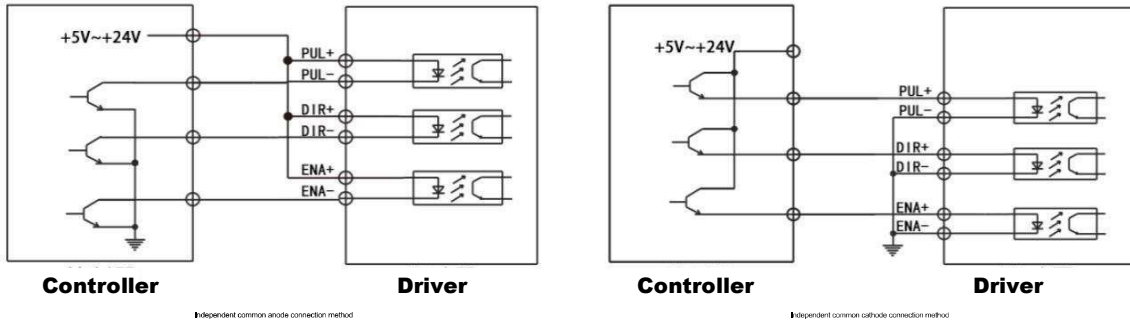 +5V~+24V
PUL+
PUL-
DIR+
DIR-
ENA+
ENA-
Controller
Driver
Independent common anode connection method
+5V~+24V
PUL+
PUL-
DIR+
DIR-
ENA+
ENA-
Controller
Driver
Independent common cathode connection method